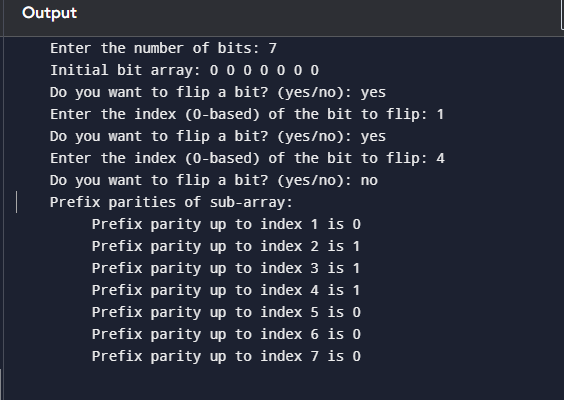 Output
Enter the number of bits: 7
Initial bit array: 0 0 0 0 0 0 0
Do you want to flip a bit? (yes/no): yes
Enter the index (0-based) of the bit to flip: 1
Do you want to flip a bit? (yes/no): yes
Enter the index (0-based) of the bit to flip: 4
Do you want to flip a bit? (yes/no): no
Prefix parities of sub-array:
Prefix parity up to index 1 is 0
Prefix parity up to index 2 is 1
Prefix parity up to index 3 is 1
Prefix parity up to index 4 is 1
Prefix parity up to index 5 is 0
Prefix parity up to index 6 is 0
Prefix parity up to index 7 is 0